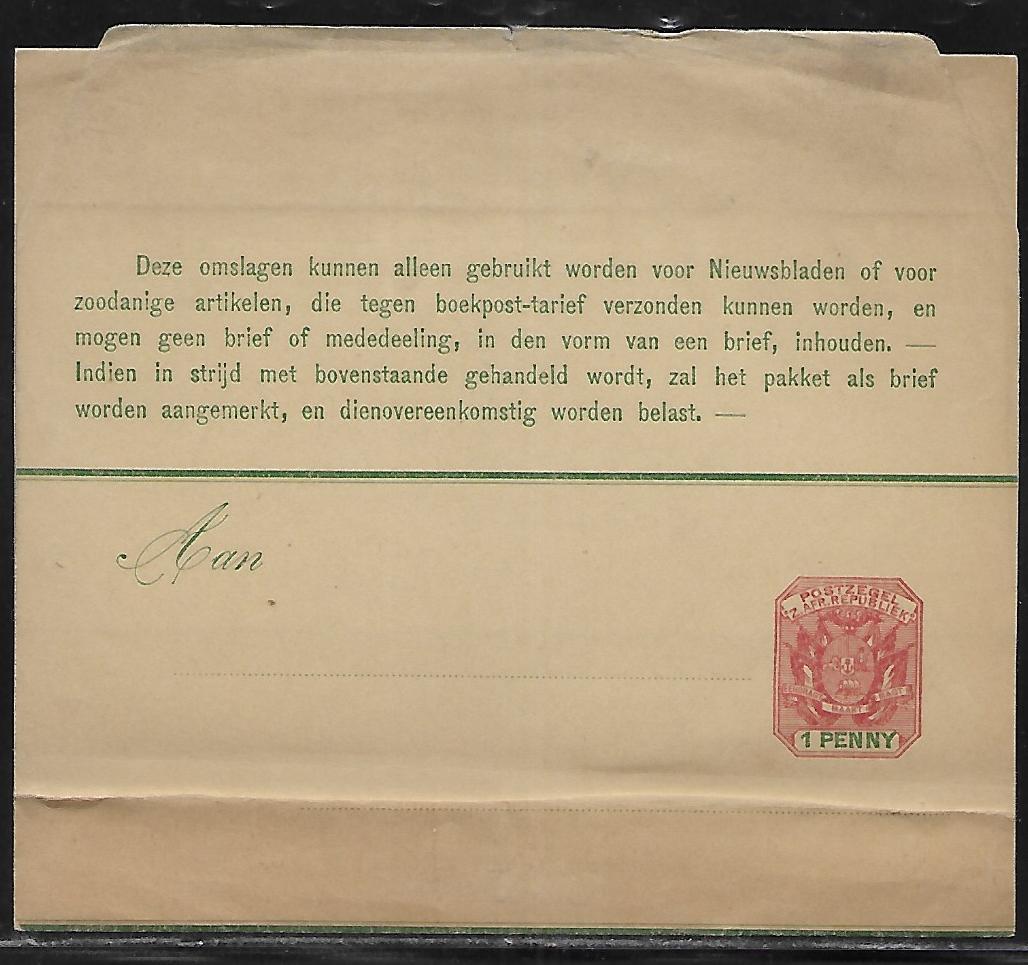 Deze omslagen kunnen alleen gebruikt worden voor Nieuwsbladen of voor
zoodanige artikelen, die tegen boekpost-tarief verzonden kunnen worden, en
mogen geen brief of mededeeling, in den vorm van een brief, inhouden. —
Indien in strijd met bovenstaande gehandeld wordt, zal het pakket als brief
worden aangemerkt, en dienovereenkomstig worden belast. —
Aan
POSTZEGEL
Z. AFR. REPUBLIEK
MAAKT
1 PENNY